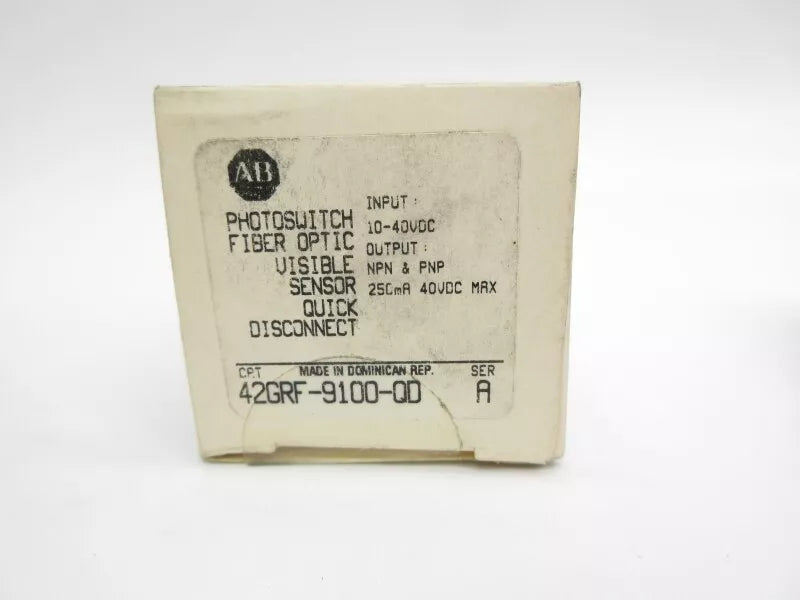 AB
PHOTOSWITCH
FIBER OPTIC
VISIBLE
SENSOR
QUICK
DISCONNECT
INPUT :
10-40VDC
OUTPUT :
NPN & PNP
250mA 40VDC MAX
CAT MADE IN DOMINICAN REP. SER
42GRF-9100-QD A